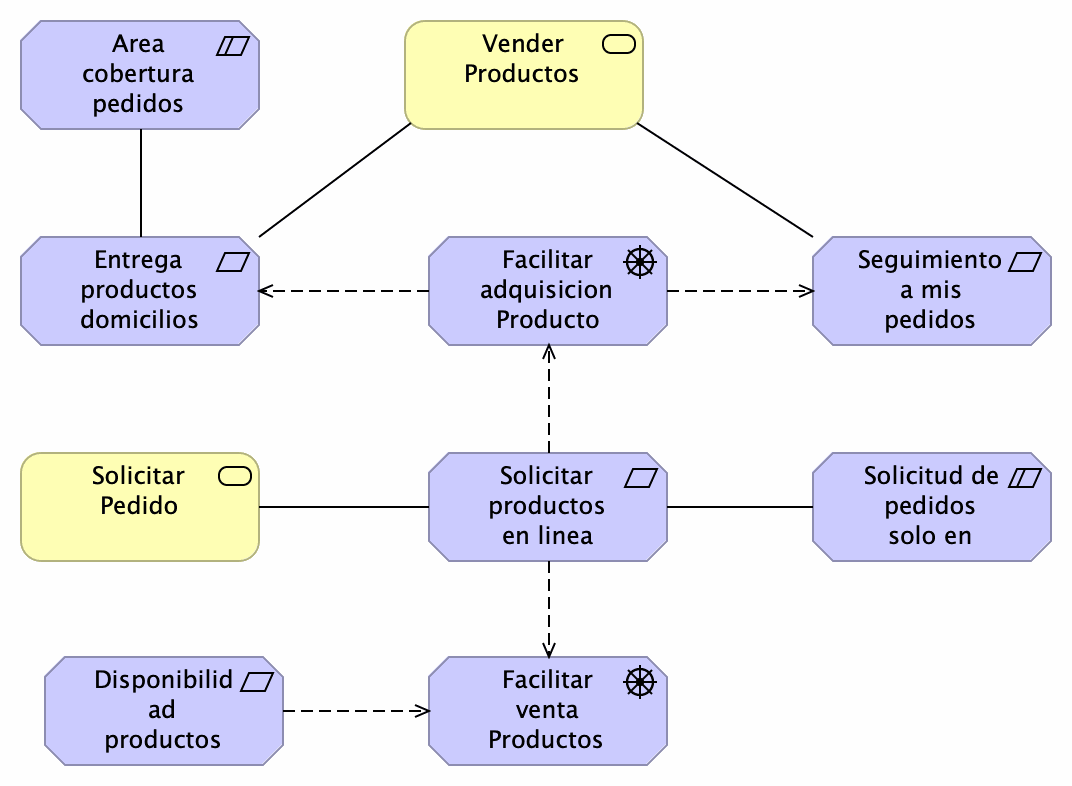 Area
cobertura
pedidos
Vender
Productos
Entrega
productos
domicilios
Facilitar
adquisicion
Producto
Seguimiento
a mis
pedidos
Solicitar
Pedido
Solicitar
productos
en linea
Solicitud de
pedidos
solo en
Disponibilid
ad
productos
Facilitar
venta
Productos